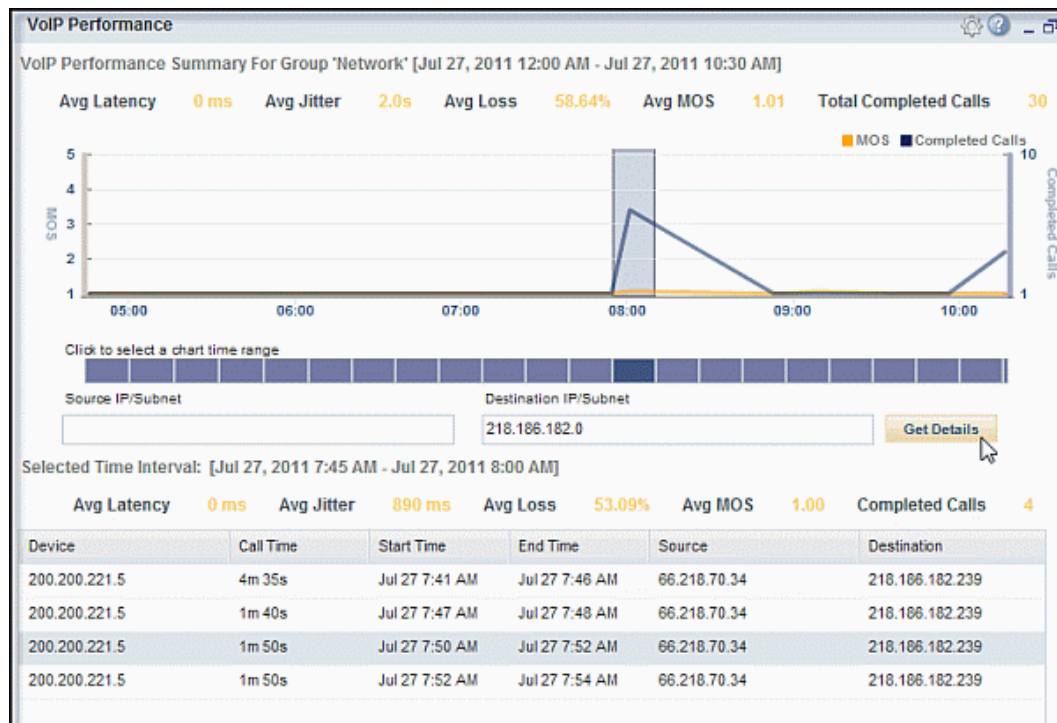 VoIP Performance
VoIP Performance Summary For Group 'Network' [Jul 27, 2011 12:00 AM - Jul 27, 2011 10:30 AM]
Avg Latency 0 ms Avg Jitter 2.0s Avg Loss 58.64% Avg MOS 1.01 Total Completed Calls 30
MOS Completed Calls
5 10
4
3
2
1 1
MOS
Completed Calls
05:00 06:00 07:00 08:00 09:00 10:00
Click to select a chart time range
Source IP/Subnet Destination IP/Subnet
218.186.182.0 Get Details
Selected Time Interval: [Jul 27, 2011 7:45 AM - Jul 27, 2011 8:00 AM]
Avg Latency 0 ms Avg Jitter 890 ms Avg Loss 53.09% Avg MOS 1.00 Completed Calls 4
Device Call Time Start Time End Time Source Destination
200.200.221.5 4m 35s Jul 27 7:41 AM Jul 27 7:46 AM 66.218.70.34 218.186.182.239
200.200.221.5 1m 40s Jul 27 7:47 AM Jul 27 7:48 AM 66.218.70.34 218.186.182.239
200.200.221.5 1m 50s Jul 27 7:50 AM Jul 27 7:52 AM 66.218.70.34 218.186.182.239
200.200.221.5 1m 50s Jul 27 7:52 AM Jul 27 7:54 AM 66.218.70.34 218.186.182.239